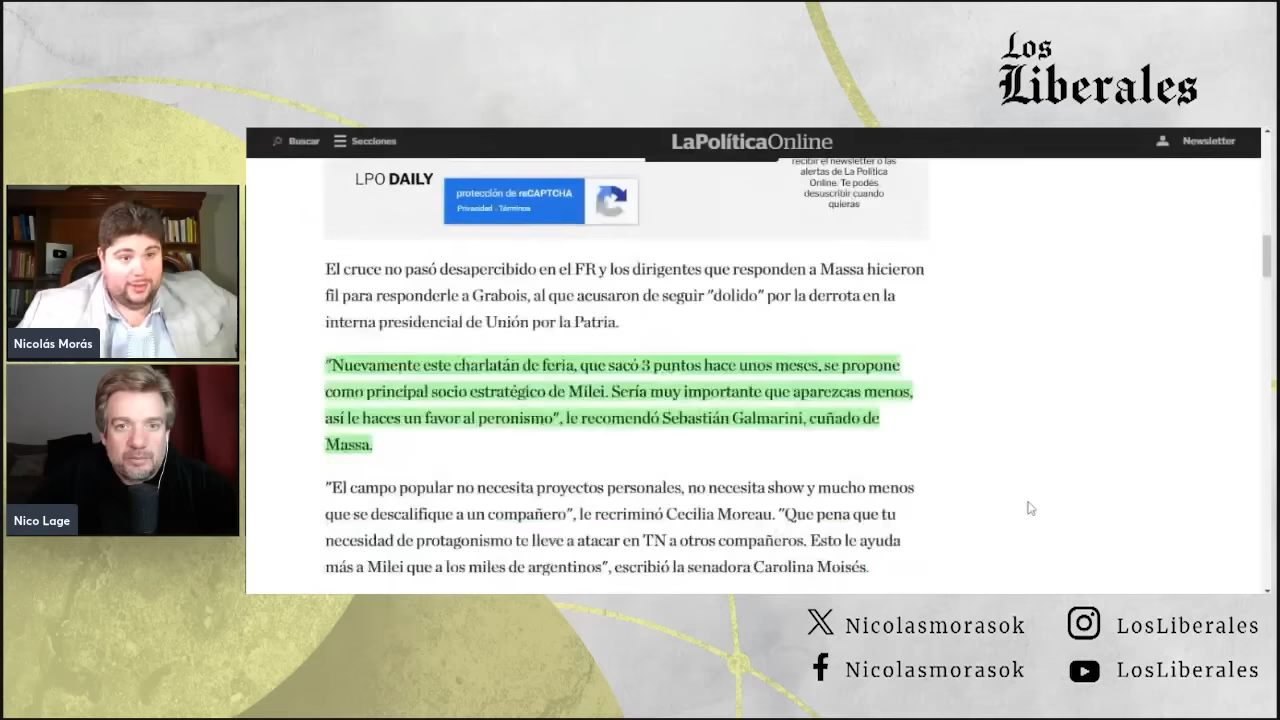 Los
Liberales
Buscar
Secciones
LaPolíticaOnline
Newsletter
LPO DAILY
protección de reCAPTCHA
Privacidad - Términos
recibir el newsletter o las
alertas de La Política
Online. Te podés
desuscribir cuando
quieras
El cruce no pasó desapercibido en el FR y los dirigentes que responden a Massa hicieron
fil para responderle a Grabois, al que acusaron de seguir "dolido" por la derrota en la
interna presidencial de Unión por la Patria.
"Nuevamente este charlatán de feria, que sacó 3 puntos hace unos meses, se propone
como principal socio estratégico de Milei. Sería muy importante que aparezcas menos,
así le haces un favor al peronismo", le recomendó Sebastián Galmarini, cuñado de
Massa.
"El campo popular no necesita proyectos personales, no necesita show y mucho menos
que se descalifique a un compañero", le recriminó Cecilia Moreau. "Que pena que tu
necesidad de protagonismo te lleve a atacar en TN a otros compañeros. Esto le ayuda
más a Milei que a los miles de argentinos", escribió la senadora Carolina Moisés.
Nicolás Morás
Nico Lage
Nicolasmorasok
LosLiberales
Nicolasmorasok
LosLiberales